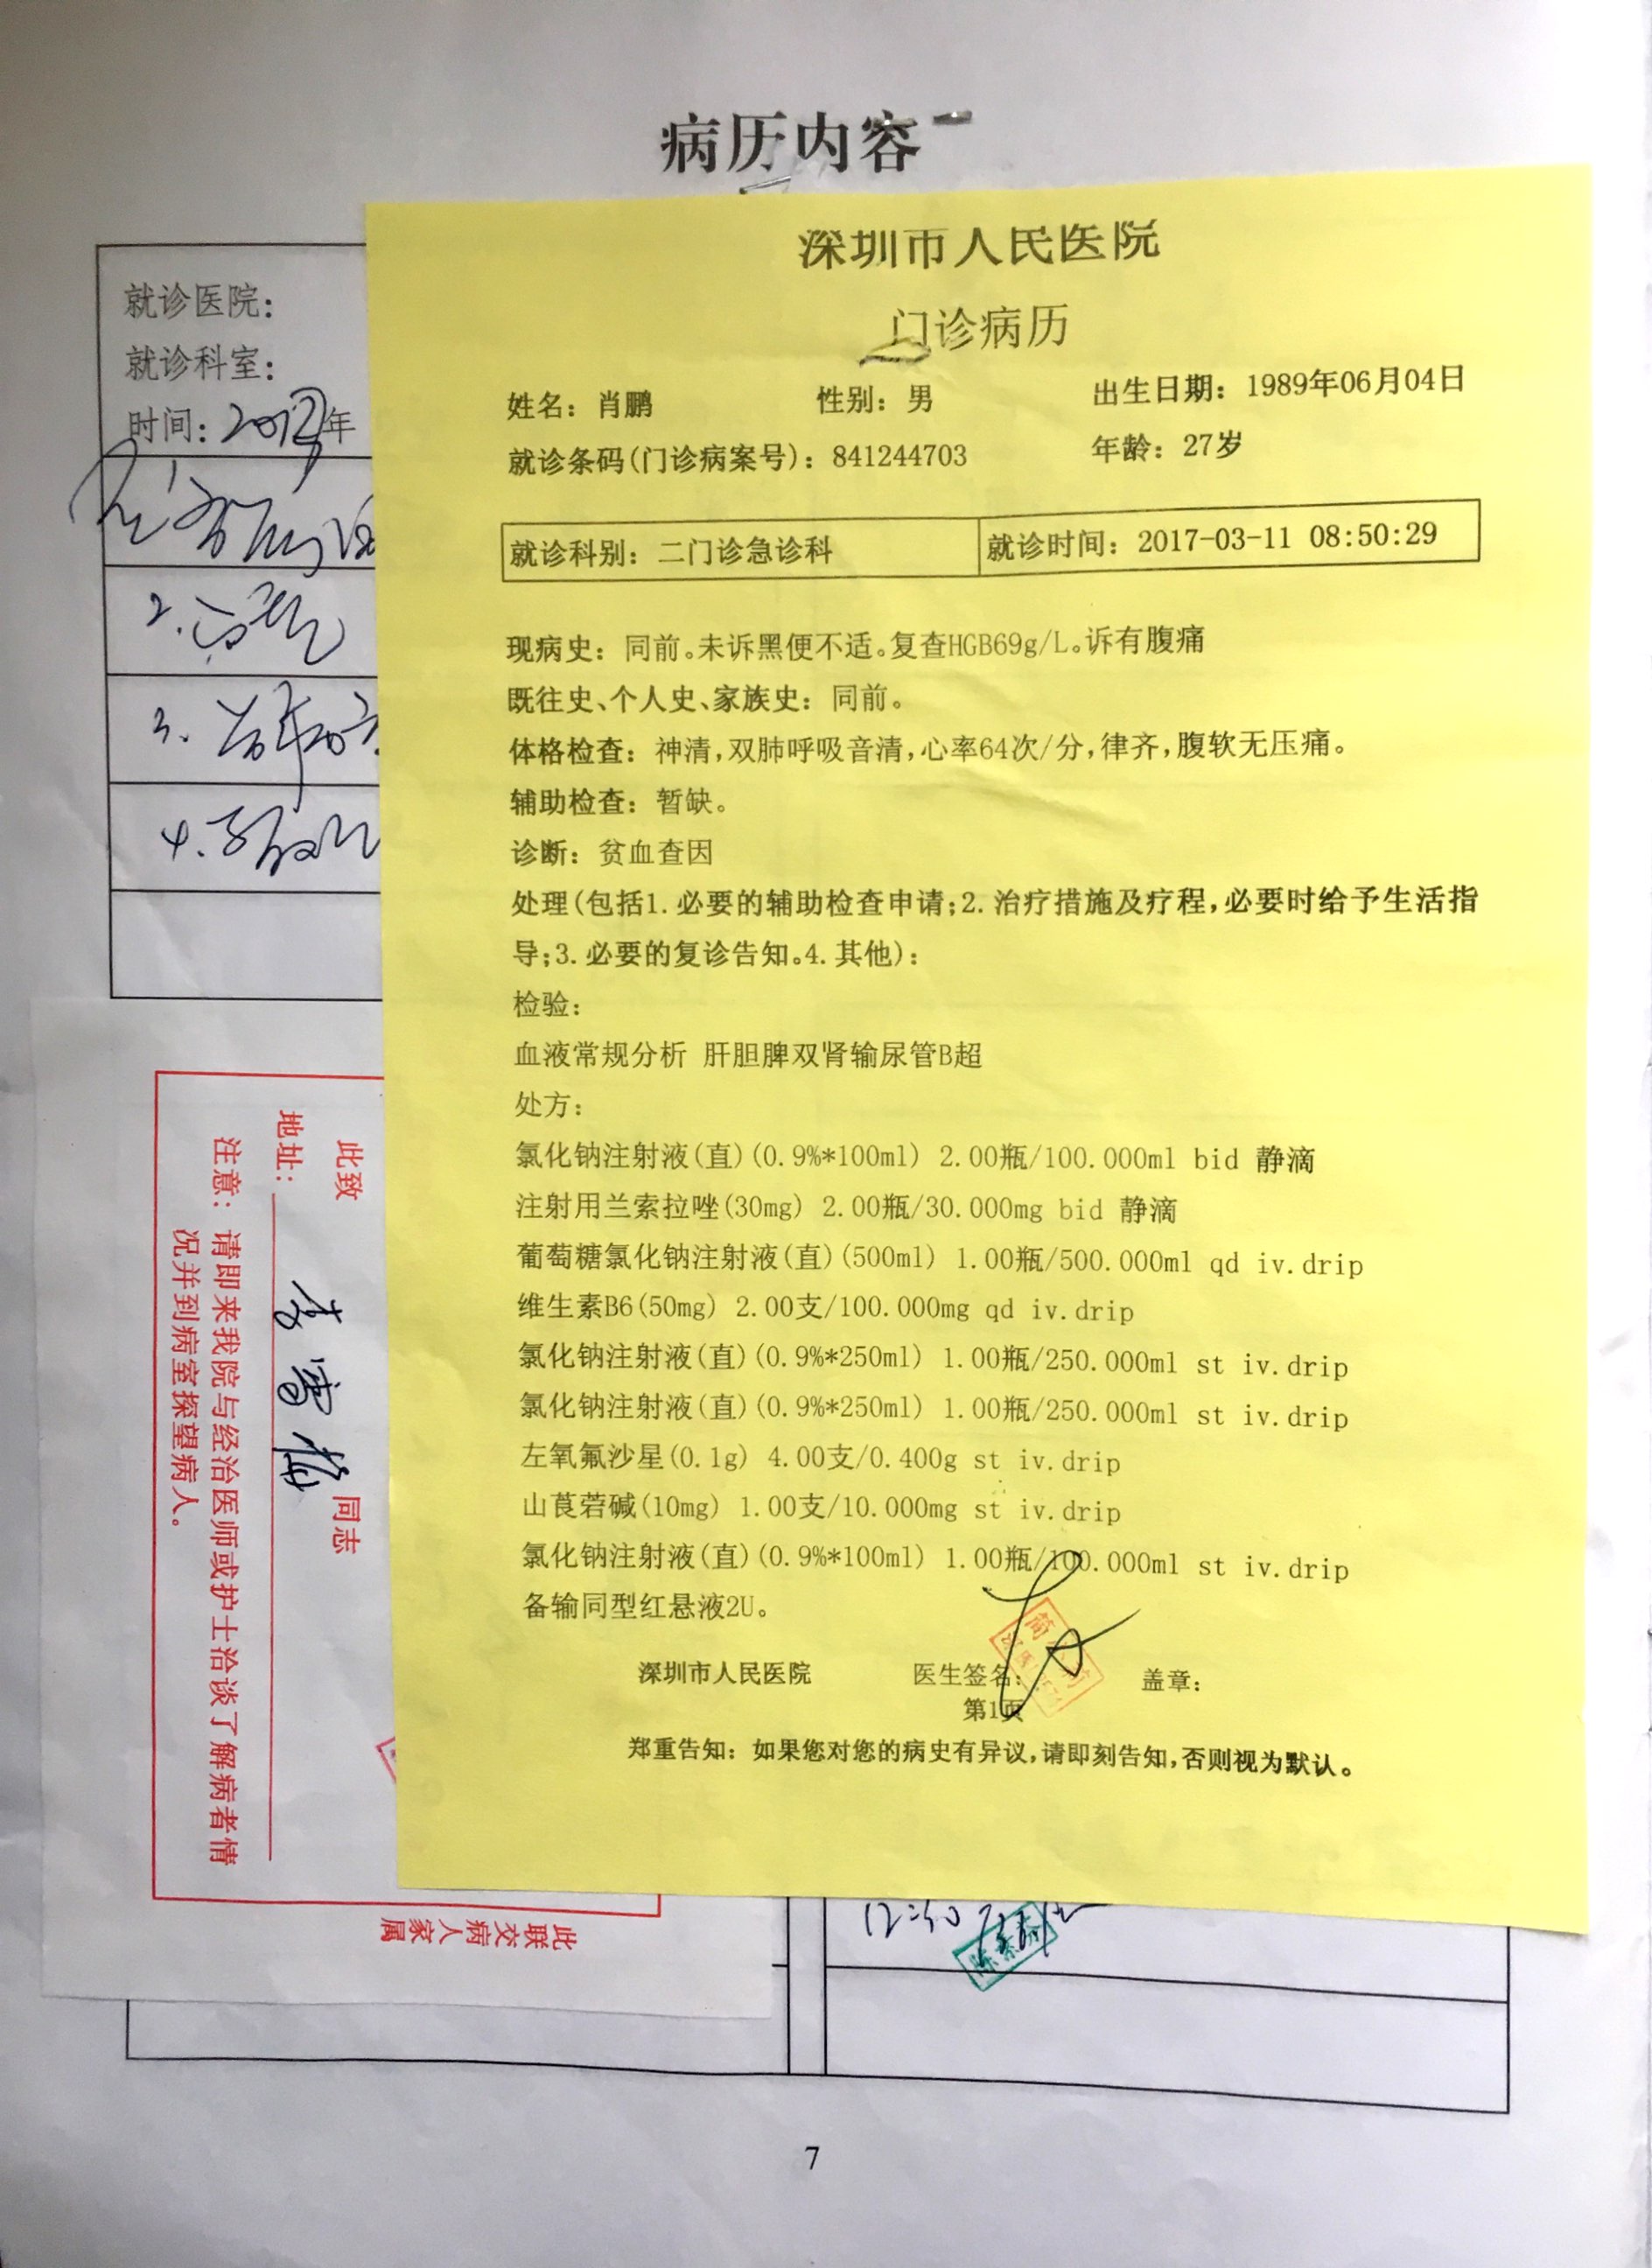 病历内容
就诊医院：
就诊科室：
时间：2017年
2.
3.
4.
深圳市人民医院
门诊病历
姓名：肖鹏 性别：男 出生日期：1989年06月04日
就诊条码(门诊病案号)：841244703 年龄：27岁
就诊科别：二门诊急诊科 就诊时间：2017-03-11 08:50:29
现病史：同前。未诉黑便不适。复查HGB69g/L。诉有腹痛
既往史、个人史、家族史：同前。
体格检查：神清，双肺呼吸音清，心率64次/分，律齐，腹软无压痛。
辅助检查：暂缺。
诊断：贫血查因
处理(包括1.必要的辅助检查申请；2.治疗措施及疗程，必要时给予生活指
导；3.必要的复诊告知。4.其他)：
检验：
血液常规分析 肝胆脾双肾输尿管B超
处方：
氯化钠注射液(直)(0.9%*100ml) 2.00瓶/100.000ml bid 静滴
注射用兰索拉唑(30mg) 2.00瓶/30.000mg bid 静滴
葡萄糖氯化钠注射液(直)(500ml) 1.00瓶/500.000ml qd iv.drip
维生素B6(50mg) 2.00支/100.000mg qd iv.drip
氯化钠注射液(直)(0.9%*250ml) 1.00瓶/250.000ml st iv.drip
氯化钠注射液(直)(0.9%*250ml) 1.00瓶/250.000ml st iv.drip
左氧氟沙星(0.1g) 4.00支/0.400g st iv.drip
山莨菪碱(10mg) 1.00支/10.000mg st iv.drip
氯化钠注射液(直)(0.9%*100ml) 1.00瓶/100.000ml st iv.drip
备输同型红悬液2U。
深圳市人民医院 医生签名： 盖章：
第1页
郑重告知：如果您对您的病史有异议，请即刻告知，否则视为默认。
此致
同志
地址：
注意：请即来我院与经治医师或护士洽谈了解病者情
况并到病室探望病人。
此联交病人家属
7